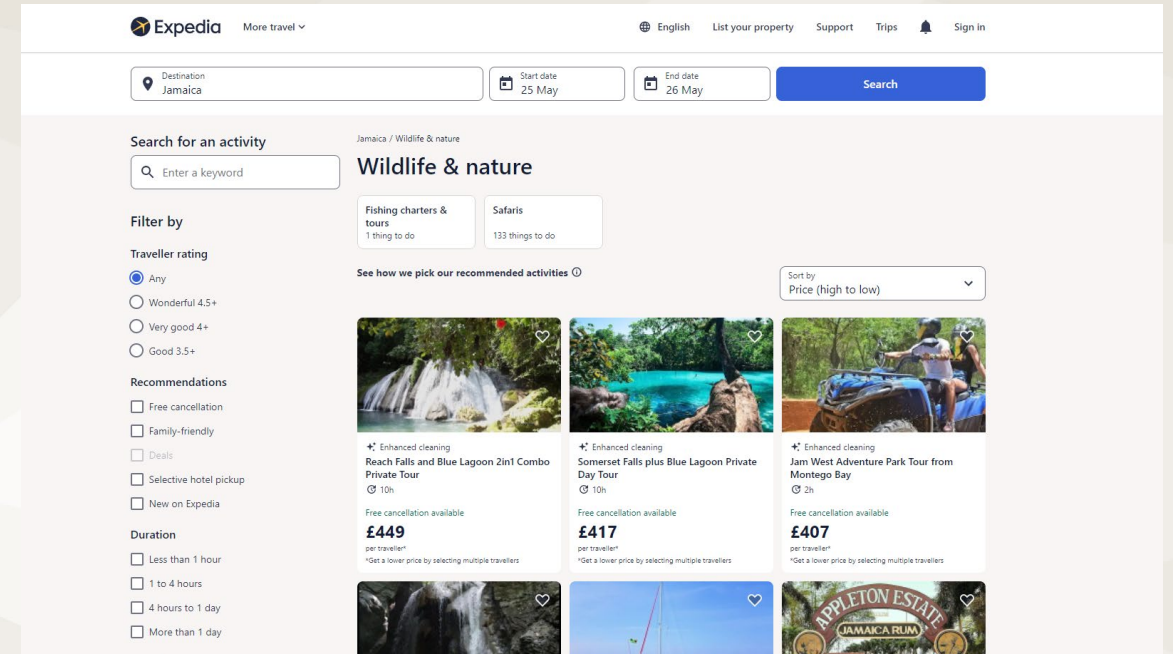 Expedia
More travel
English
List your property
Support
Trips
Sign in
Destination
Jamaica
Start date
25 May
End date
26 May
Search
Search for an activity
Enter a keyword
Filter by
Traveller rating
Any
Wonderful 4.5+
Very good 4+
Good 3.5+
Recommendations
Free cancellation
Family-friendly
Deals
Selective hotel pickup
New on Expedia
Duration
Less than 1 hour
1 to 4 hours
4 hours to 1 day
More than 1 day
Jamaica / Wildlife & nature
Wildlife & nature
Fishing charters &
tours
1 thing to do
Safaris
133 things to do
See how we pick our recommended activities
Sort by
Price (high to low)
Enhanced cleaning
Reach Falls and Blue Lagoon 2in1 Combo
Private Tour
10h
Free cancellation available
£449
per traveller*
*Get a lower price by selecting multiple travellers
Enhanced cleaning
Somerset Falls plus Blue Lagoon Private
Day Tour
10h
Free cancellation available
£417
per traveller*
*Get a lower price by selecting multiple travellers
Enhanced cleaning
Jam West Adventure Park Tour from
Montego Bay
2h
Free cancellation available
£407
per traveller*
*Get a lower price by selecting multiple travellers
APPLETON ESTATE
JAMAICA RUM